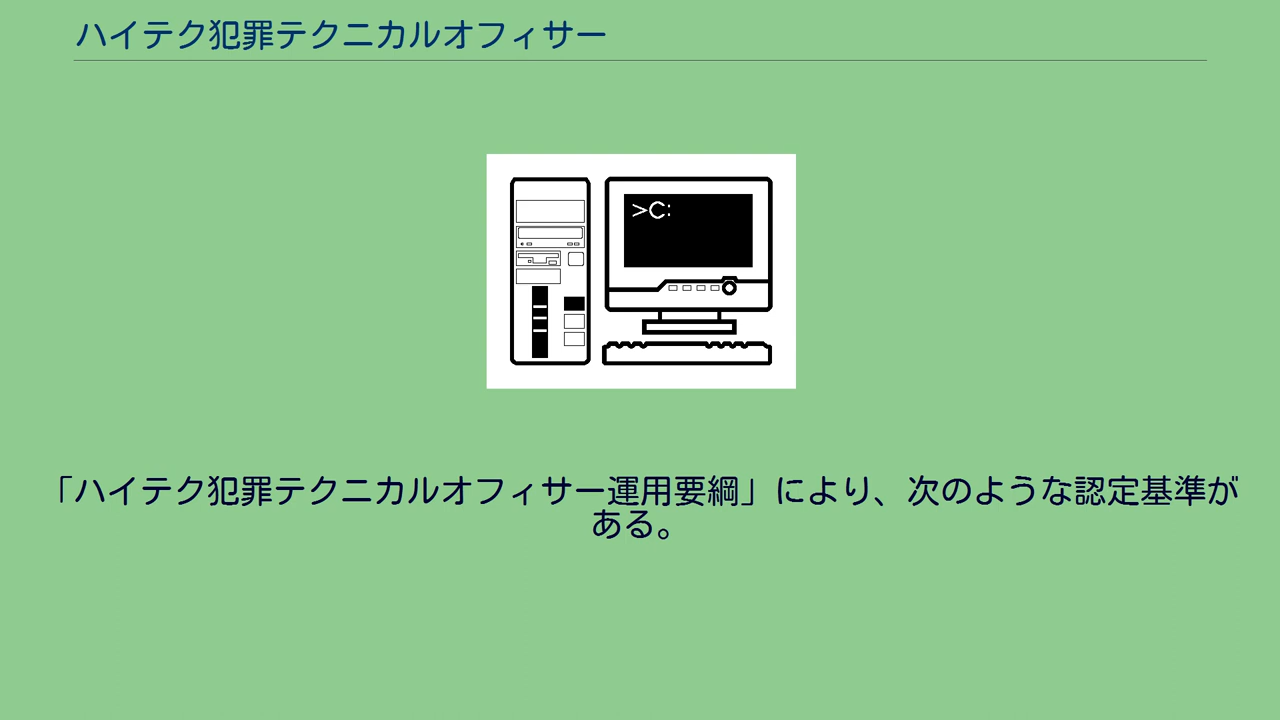 ハイテク犯罪テクニカルオフィサー
>C:
「ハイテク犯罪テクニカルオフィサー運用要綱」により、次のような認定基準が
ある。